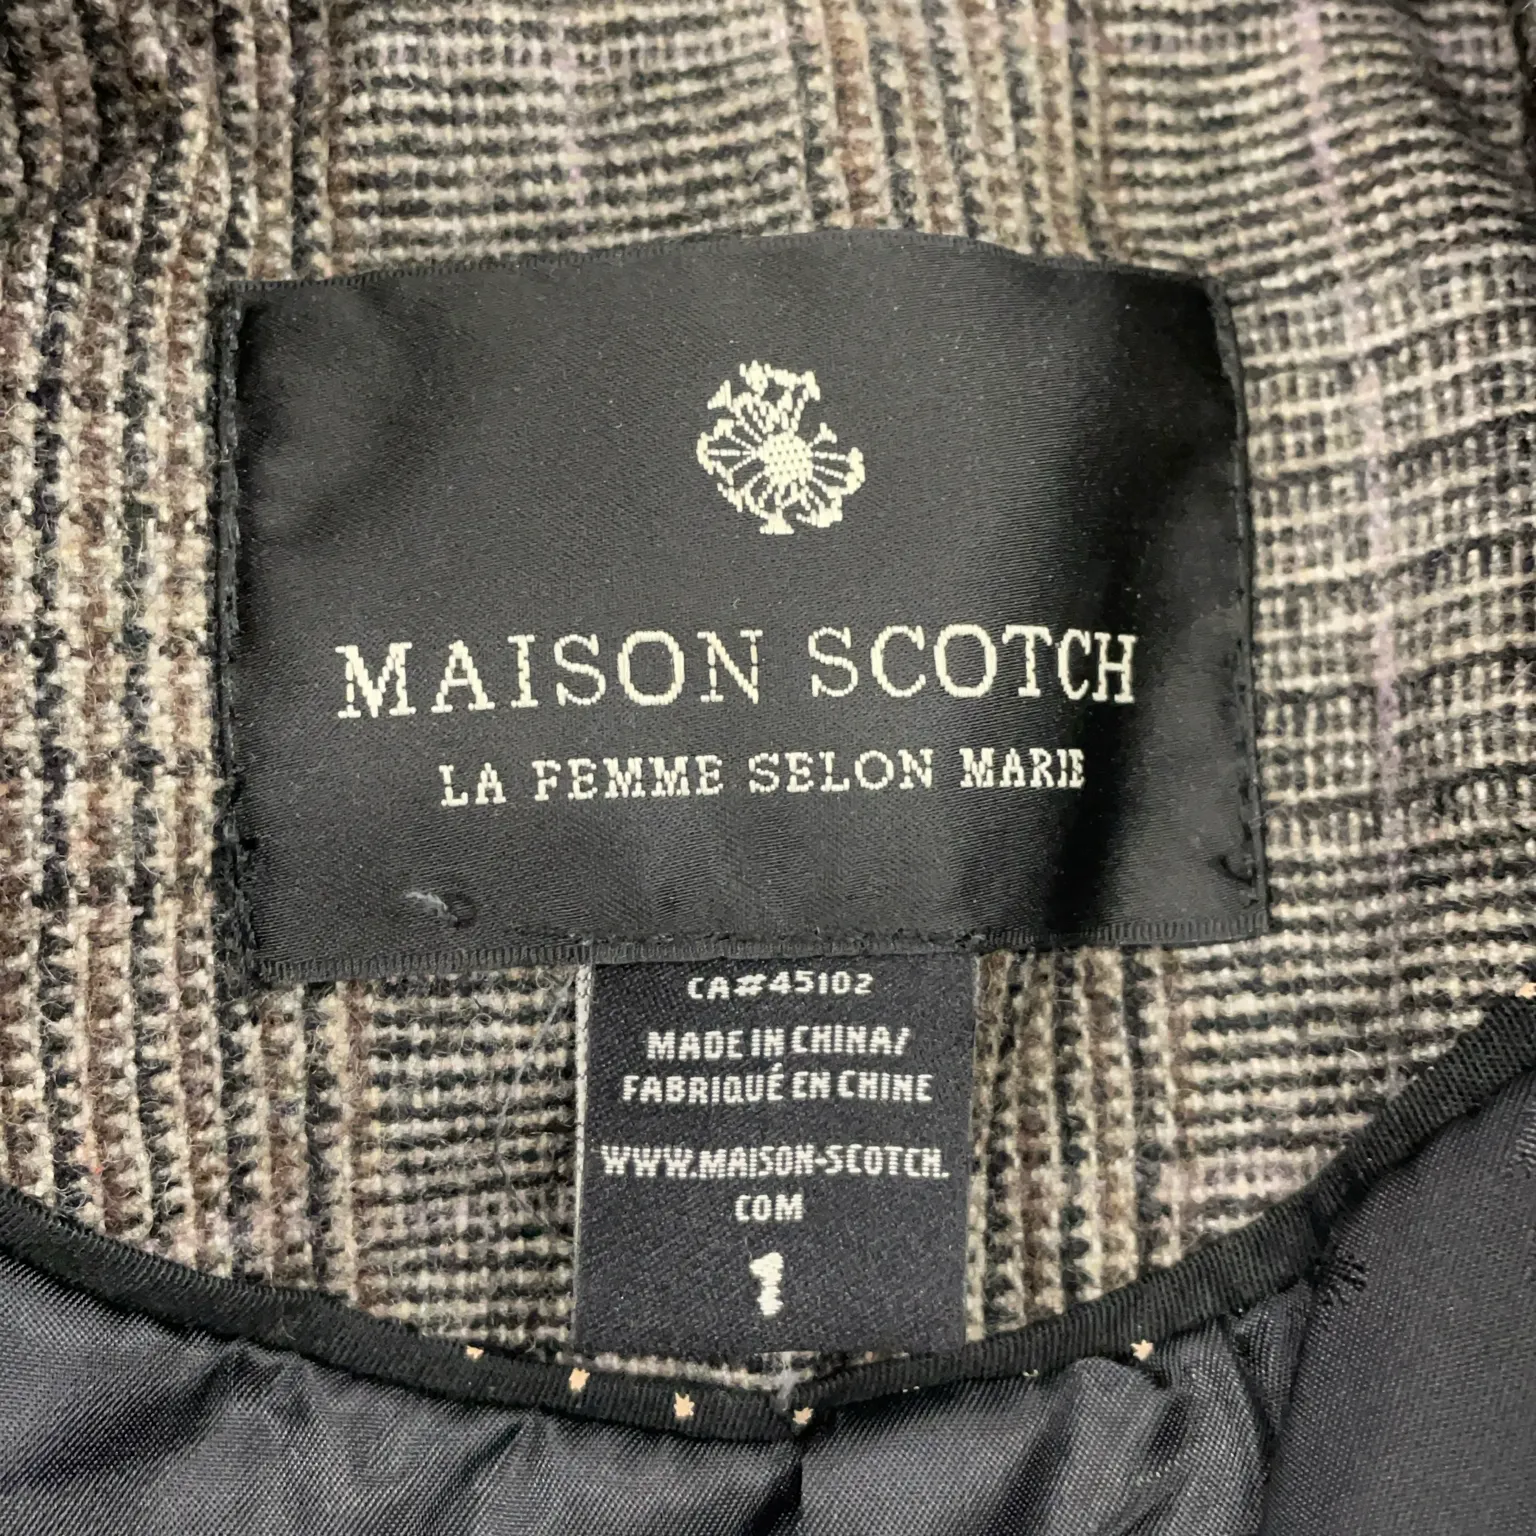 MAISON SCOTCH
LA FEMME SELON MARIE
CA#45102
MADE IN CHINA/
FABRIQUÉ EN CHINE
WWW.MAISON-SCOTCH.
COM
1